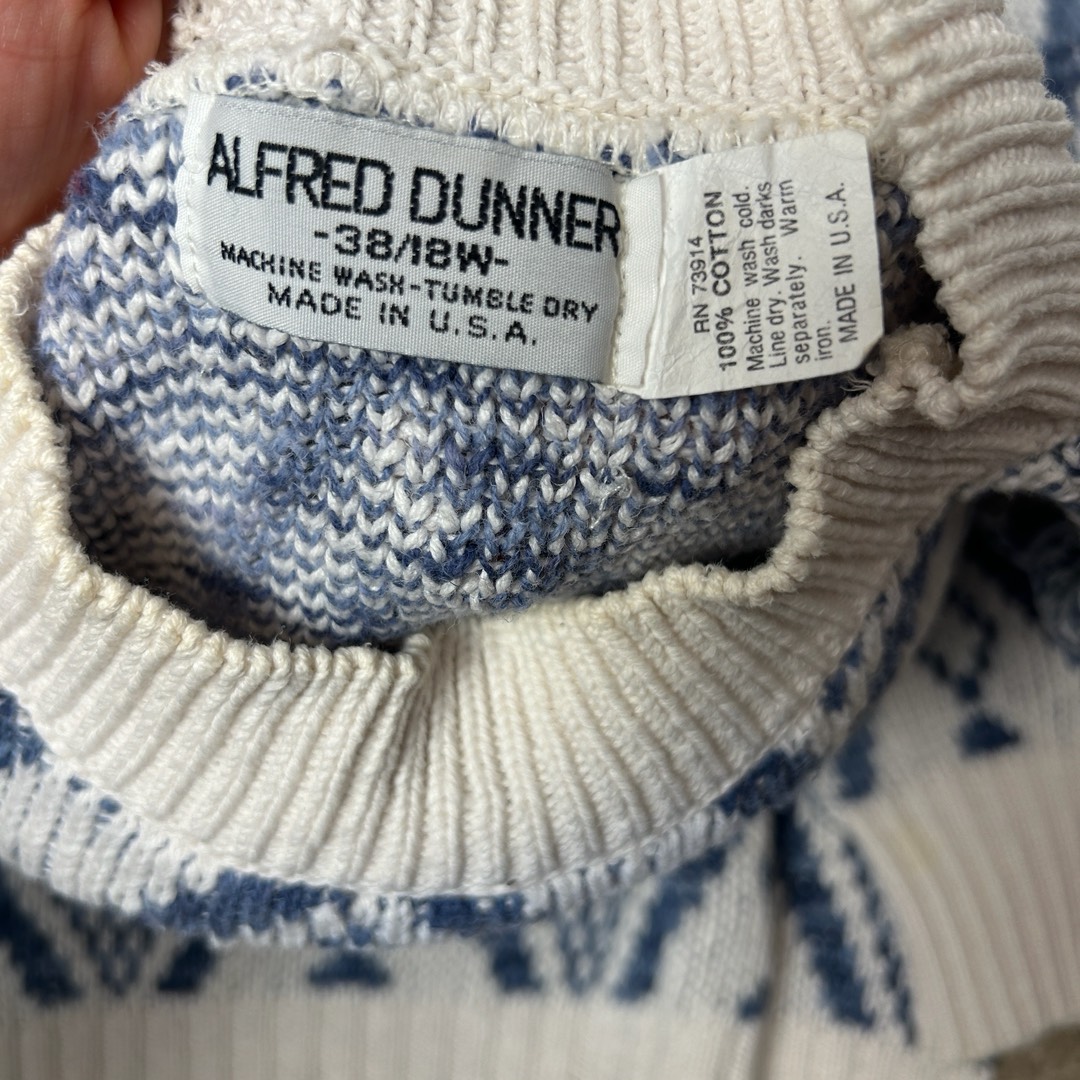 ALFRED DUNNER
-38/18W-
MACHINE WASH-TUMBLE DRY
MADE IN U.S.A.
RN 73914
100% COTTON
Machine wash cold.
Line dry. Wash darks
separately. Warm
iron.
MADE IN U.S.A.